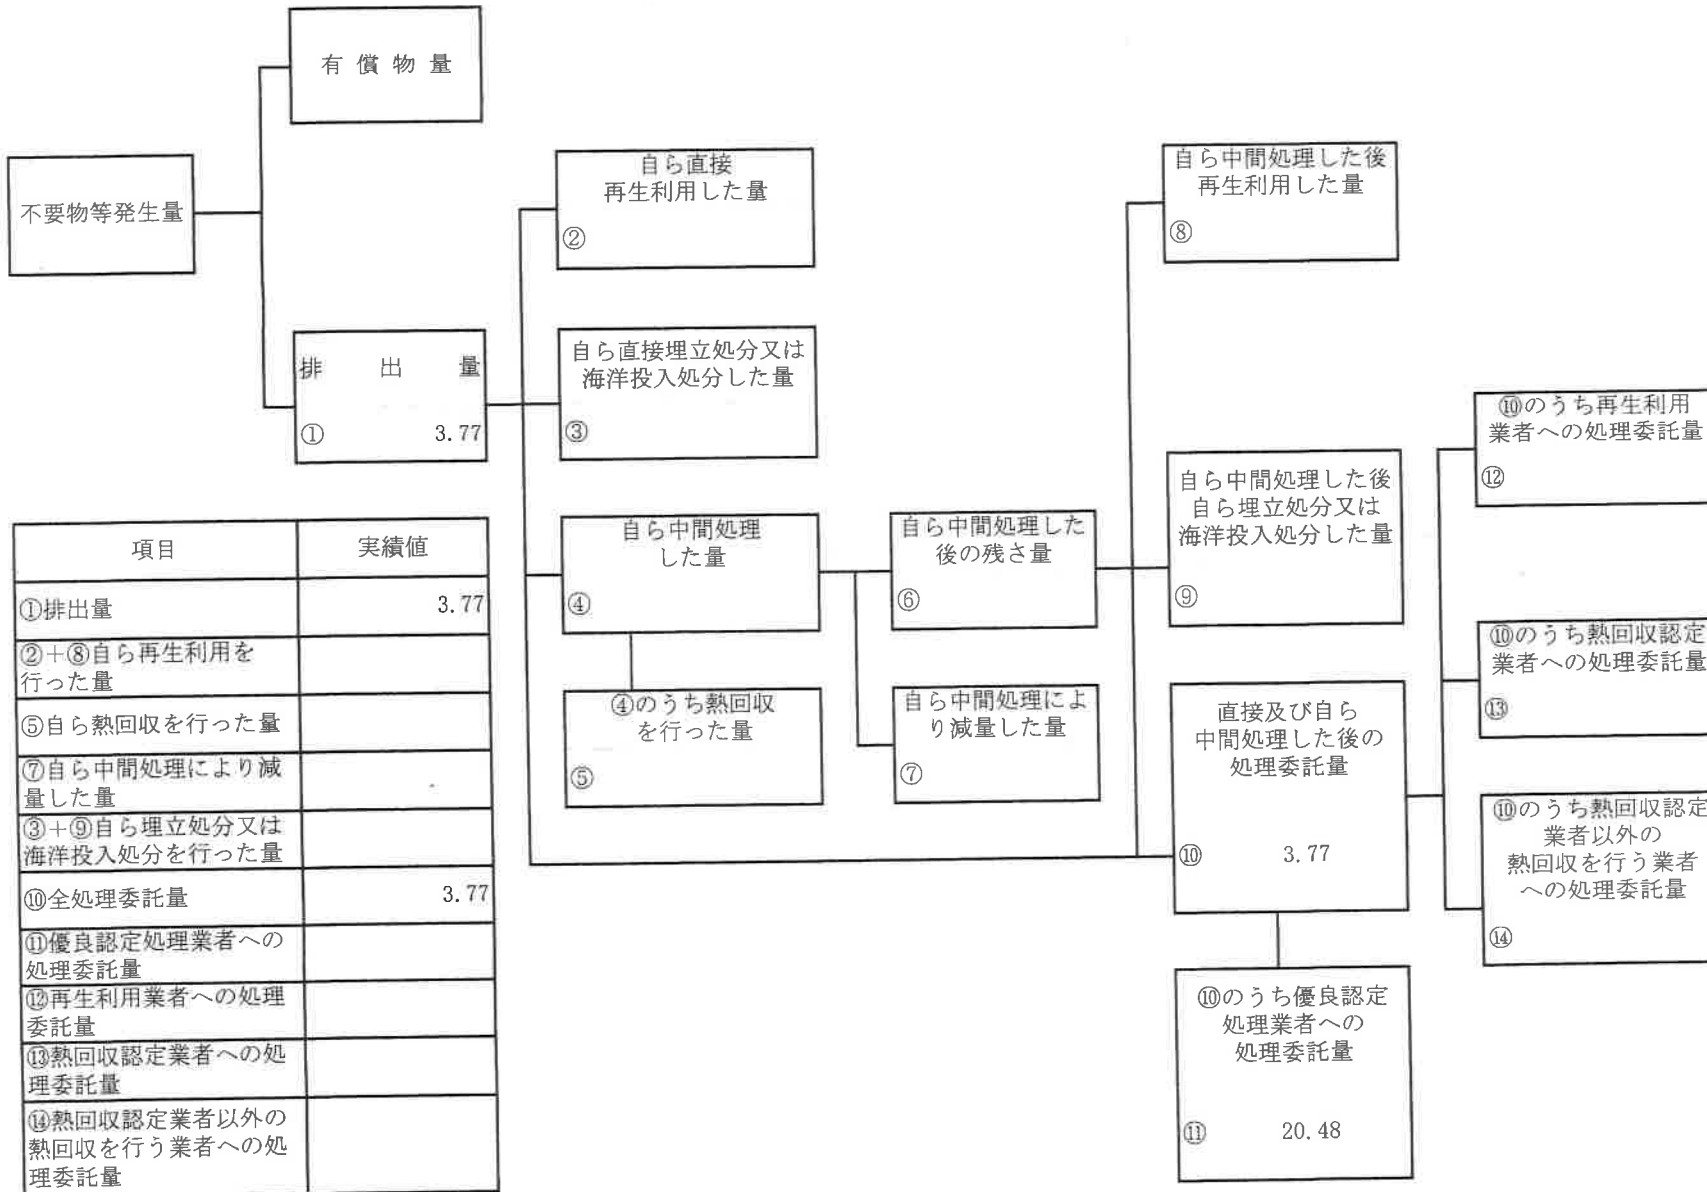 有償物量
不要物等発生量
排出量
① 3.77
自ら直接
再生利用した量
②
自ら直接埋立処分又は
海洋投入処分した量
③
自ら中間処理
した量
④
④のうち熱回収
を行った量
⑤
自ら中間処理した
後の残さ量
⑥
自ら中間処理によ
り減量した量
⑦
自ら中間処理した後
再生利用した量
⑧
自ら中間処理した後
自ら埋立処分又は
海洋投入処分した量
⑨
直接及び自ら
中間処理した後の
処理委託量
⑩ 3.77
⑩のうち優良認定
処理業者への
処理委託量
⑪ 20.48
⑩のうち再生利用
業者への処理委託量
⑫
⑩のうち熱回収認定
業者への処理委託量
⑬
⑩のうち熱回収認定
業者以外の
熱回収を行う業者
への処理委託量
⑭
項目 実績値
①排出量 3.77
②+⑧自ら再生利用を
行った量
⑤自ら熱回収を行った量
⑦自ら中間処理により減
量した量
③+⑨自ら埋立処分又は
海洋投入処分を行った量
⑩全処理委託量 3.77
⑪優良認定処理業者への
処理委託量
⑫再生利用業者への処理
委託量
⑬熱回収認定業者への処
理委託量
⑭熱回収認定業者以外の
熱回収を行う業者への処
理委託量